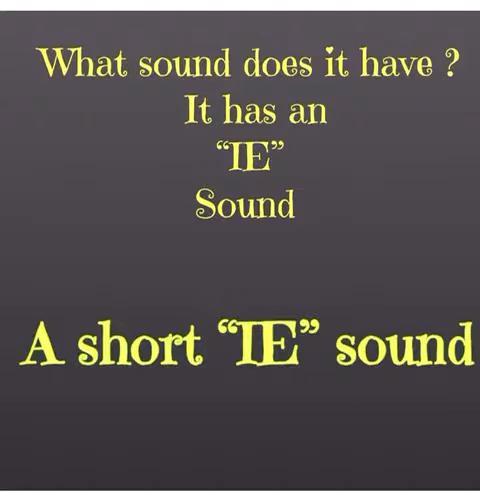 What sound does it have ?
It has an
“IE”
Sound
A short “IE” sound